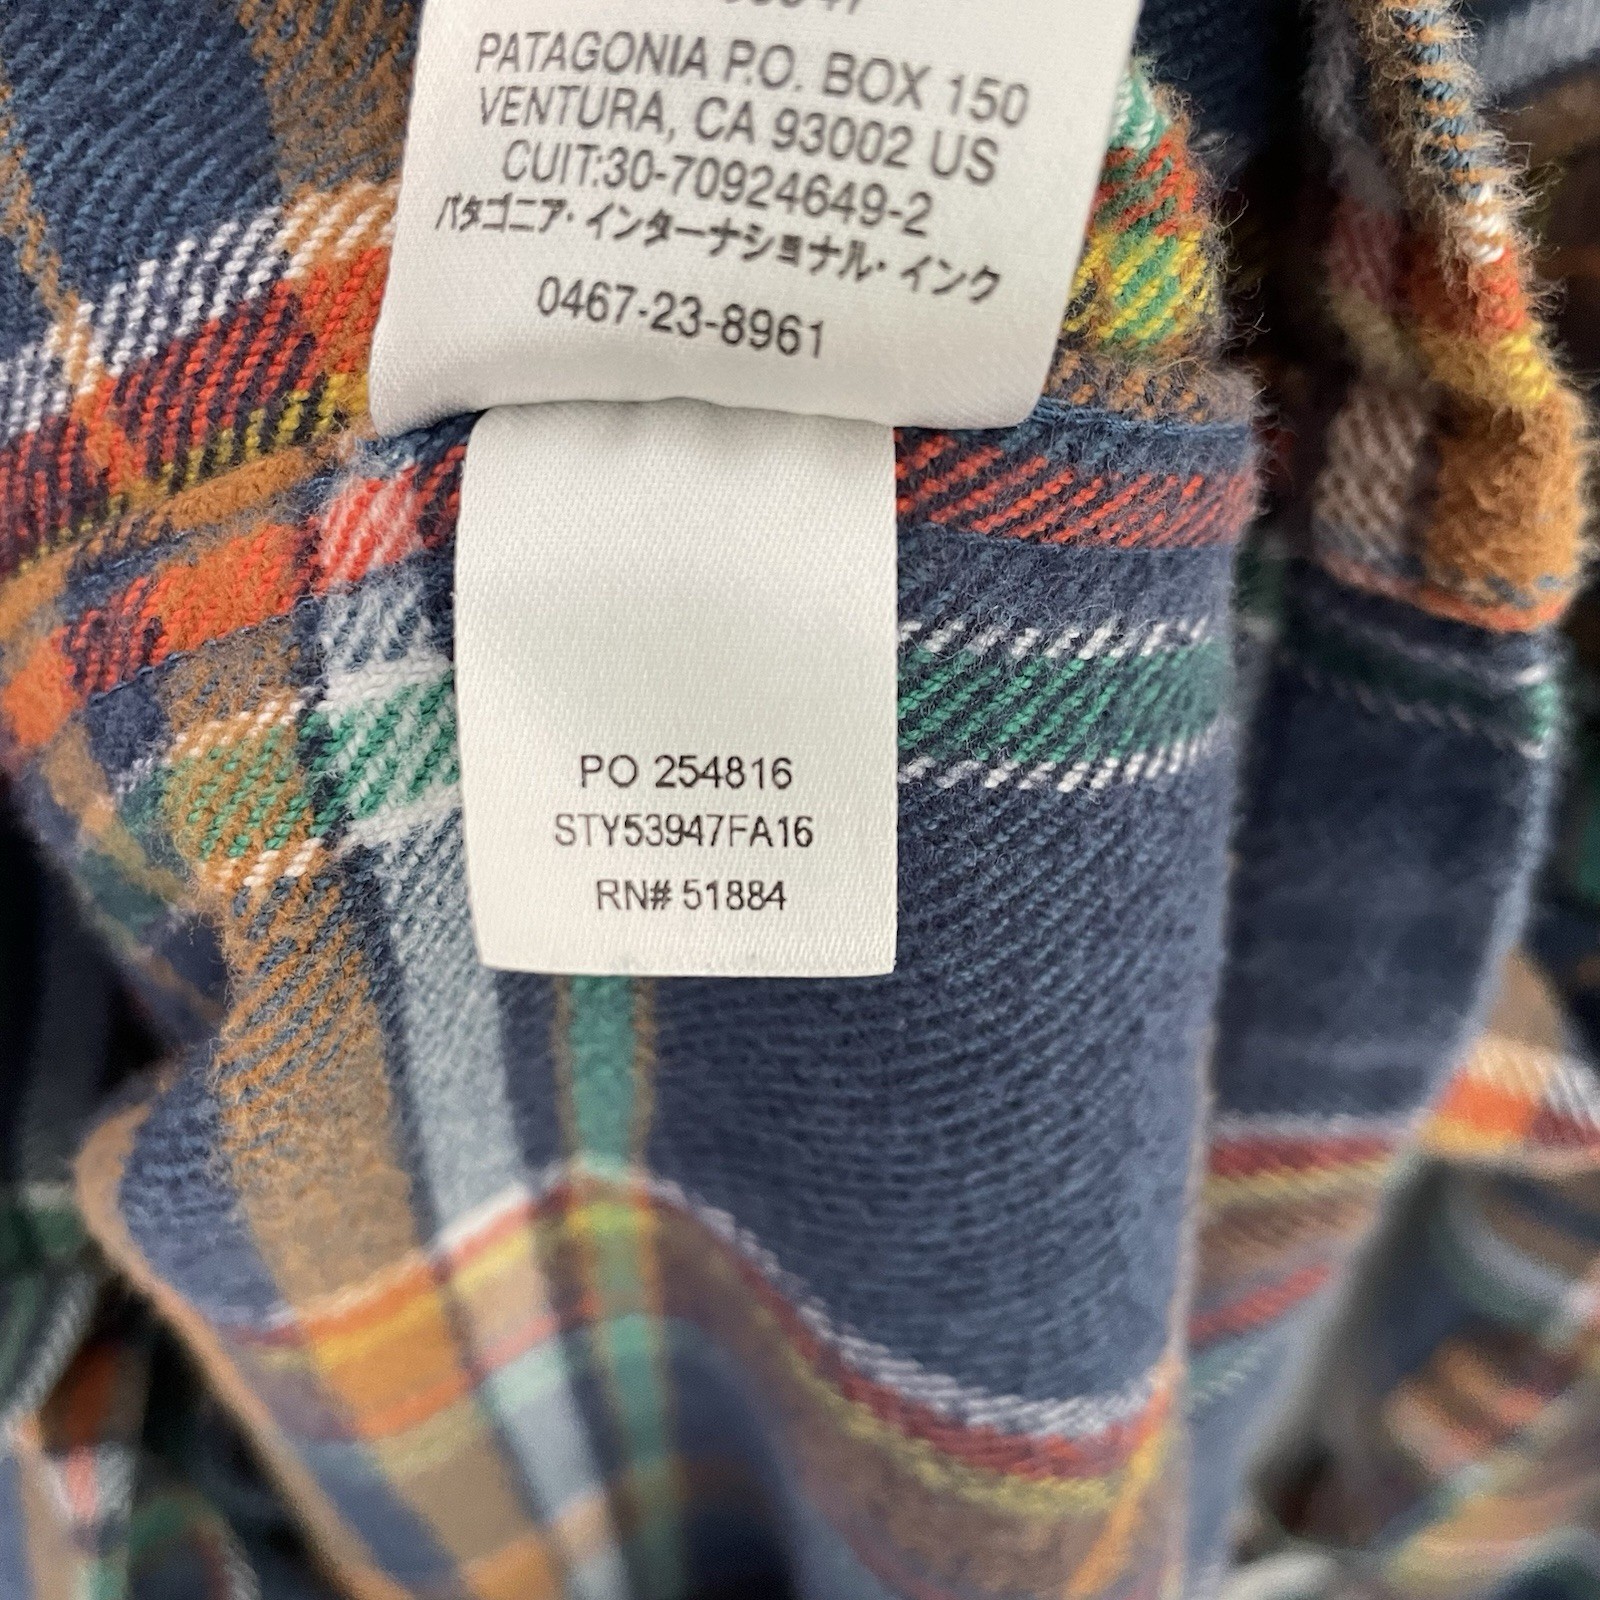 PATAGONIA P.O. BOX 150
VENTURA, CA 93002 US
CUIT:30-70924649-2
パタゴニア・インターナショナル・インク
0467-23-8961
PO 254816
STY53947FA16
RN# 51884